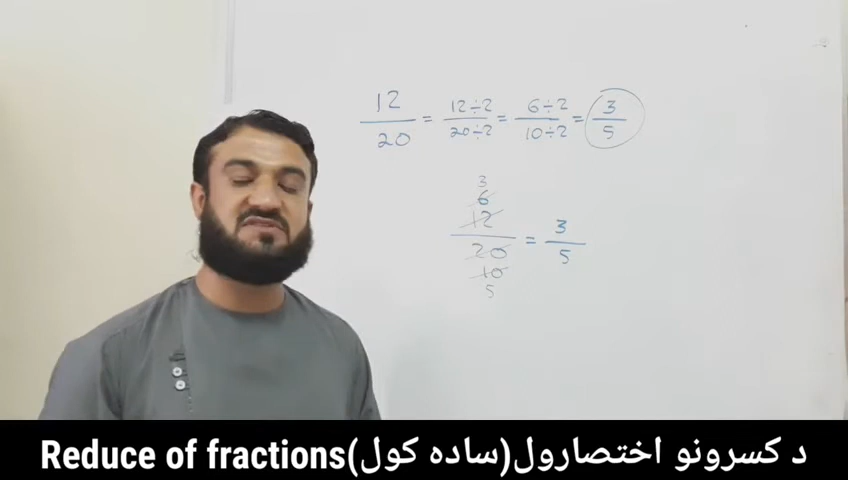 12/20 = 12÷2/20÷2 = 6÷2/10÷2 = 3/5
3
6
12/20 = 3/5
10
5
د کسرونو اختصارول(ساده کول)Reduce of fractions